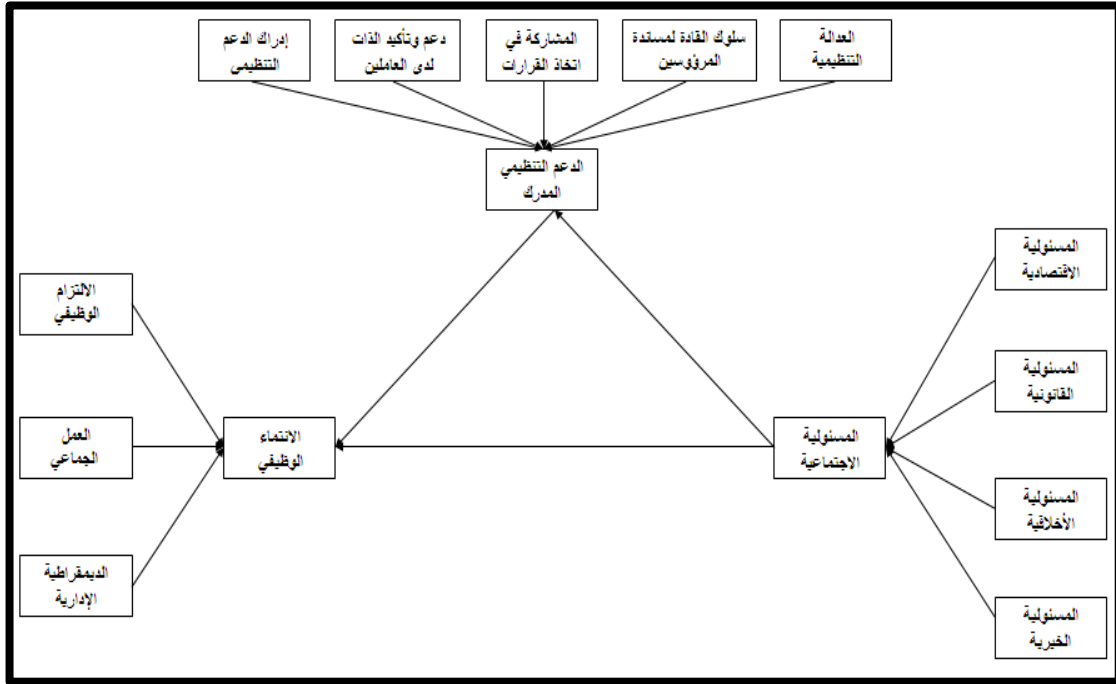 العدالة
التنظيمية
سلوك القادة لمساندة
المرؤوسين
المشاركة في
اتخاذ القرارات
دعم وتأكيد الذات
لدى العاملين
إدراك الدعم
التنظيمى
الدعم التنظيمي
المدرك
المسئولية
الاقتصادية
المسئولية
القانونية
المسئولية
الأخلاقية
المسئولية
الخيرية
المسئولية
الاجتماعية
الانتماء
الوظيفي
الالتزام
الوظيفي
العمل
الجماعي
الديمقراطية
الإدارية